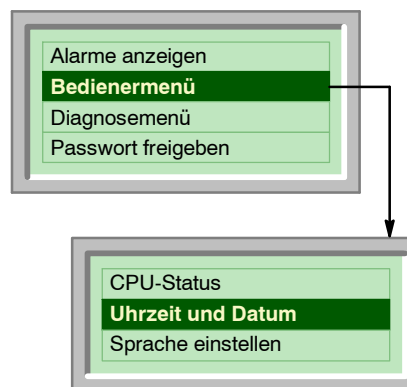 Alarme anzeigen
Bedienermenü
Diagnosemenü
Passwort freigeben
CPU-Status
Uhrzeit und Datum
Sprache einstellen